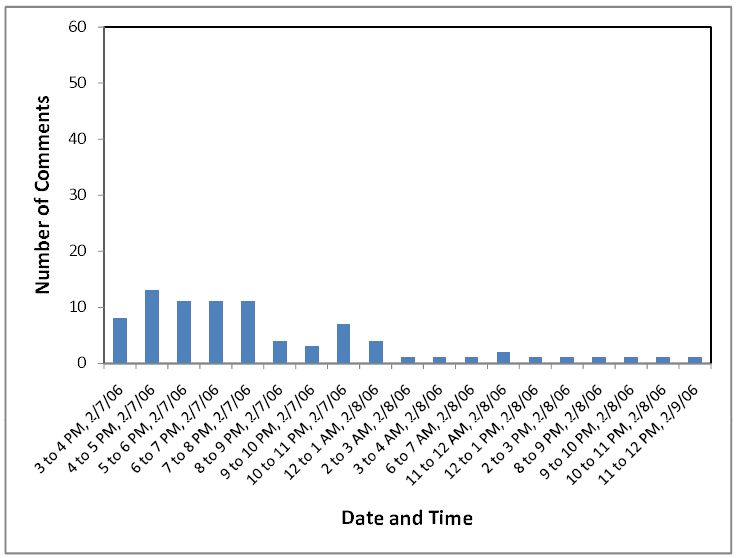 60
50
40
30
20
10
0
Number of Comments
3 to 4 PM, 2/7/06
4 to 5 PM, 2/7/06
5 to 6 PM, 2/7/06
6 to 7 PM, 2/7/06
7 to 8 PM, 2/7/06
8 to 9 PM, 2/7/06
9 to 10 PM, 2/7/06
10 to 11 PM, 2/7/06
12 to 1 AM, 2/8/06
2 to 3 AM, 2/8/06
3 to 4 AM, 2/8/06
6 to 7 AM, 2/8/06
11 to 12 AM, 2/8/06
12 to 1 PM, 2/8/06
2 to 3 PM, 2/8/06
8 to 9 PM, 2/8/06
9 to 10 PM, 2/8/06
10 to 11 PM, 2/8/06
11 to 12 PM, 2/9/06
Date and Time